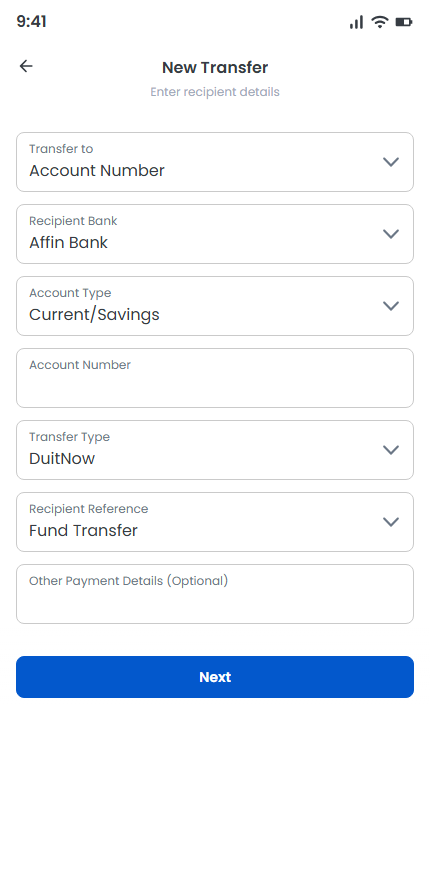 9:41
New Transfer
Enter recipient details
Transfer to
Account Number
Recipient Bank
Affin Bank
Account Type
Current/Savings
Account Number
Transfer Type
DuitNow
Recipient Reference
Fund Transfer
Other Payment Details (Optional)
Next